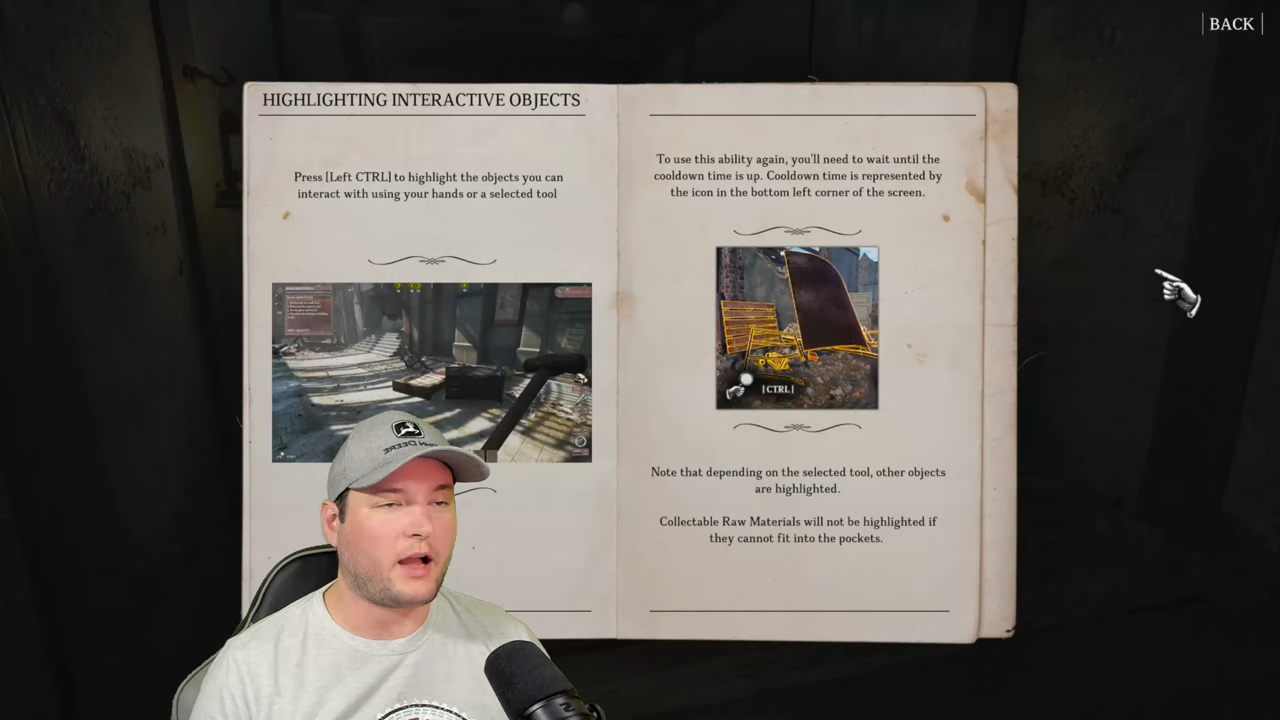 BACK
HIGHLIGHTING INTERACTIVE OBJECTS
Press [Left CTRL] to highlight the objects you can
interact with using your hands or a selected tool
To use this ability again, you'll need to wait until the
cooldown time is up. Cooldown time is represented by
the icon in the bottom left corner of the screen.
|CTRL|
Note that depending on the selected tool, other objects
are highlighted.
Collectable Raw Materials will not be highlighted if
they cannot fit into the pockets.
JOHN DEERE